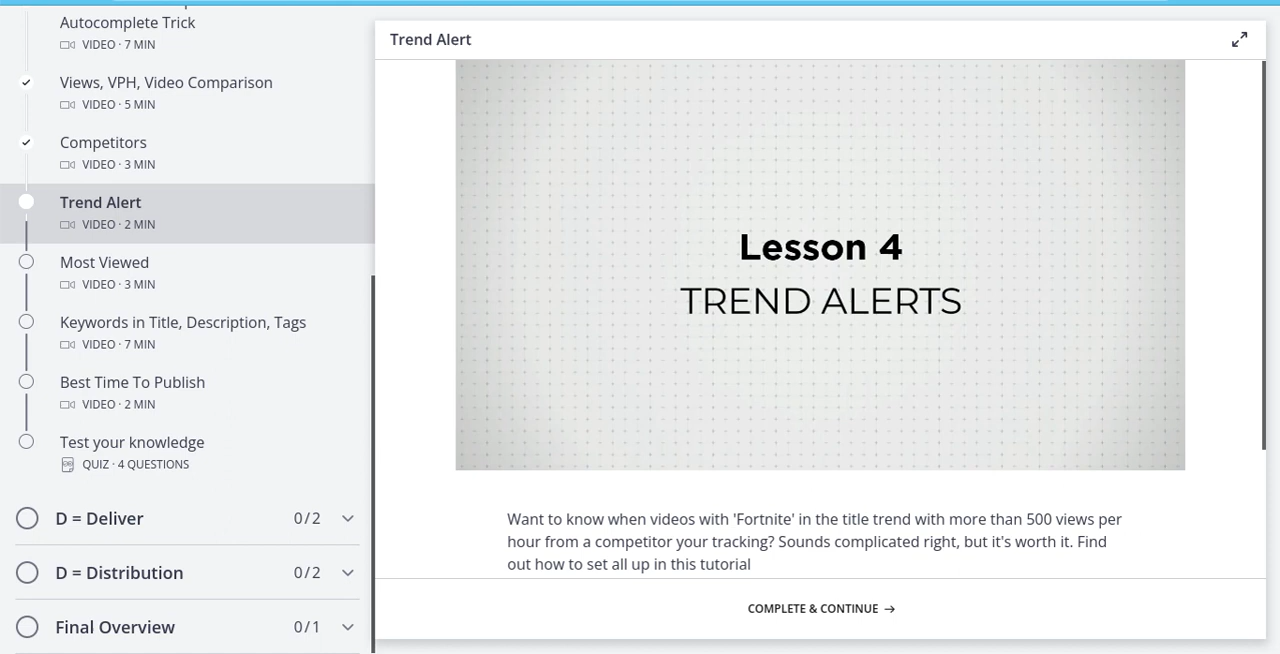 Autocomplete Trick
VIDEO · 7 MIN
Views, VPH, Video Comparison
VIDEO · 5 MIN
Competitors
VIDEO · 3 MIN
Trend Alert
VIDEO · 2 MIN
Most Viewed
VIDEO · 3 MIN
Keywords in Title, Description, Tags
VIDEO · 7 MIN
Best Time To Publish
VIDEO · 2 MIN
Test your knowledge
QUIZ · 4 QUESTIONS
D = Deliver 0/2
D = Distribution 0/2
Final Overview 0/1
Trend Alert
Lesson 4
TREND ALERTS
Want to know when videos with 'Fortnite' in the title trend with more than 500 views per
hour from a competitor your tracking? Sounds complicated right, but it's worth it. Find
out how to set all up in this tutorial
COMPLETE & CONTINUE →